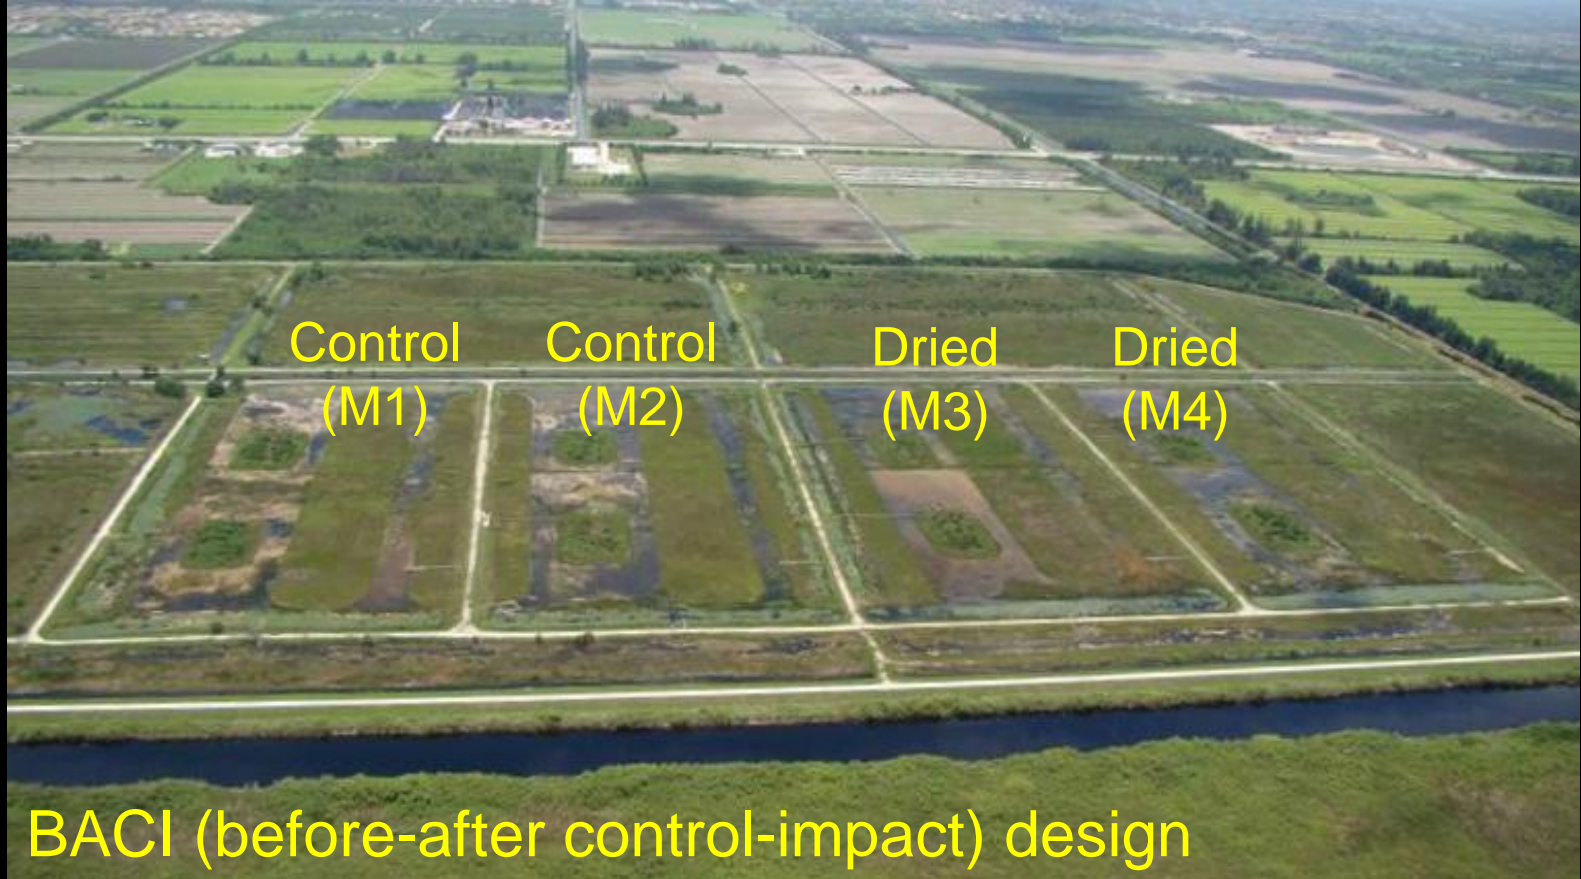 Control Control Dried Dried
(M1) (M2) (M3) (M4)
BACI (before-after control-impact) design